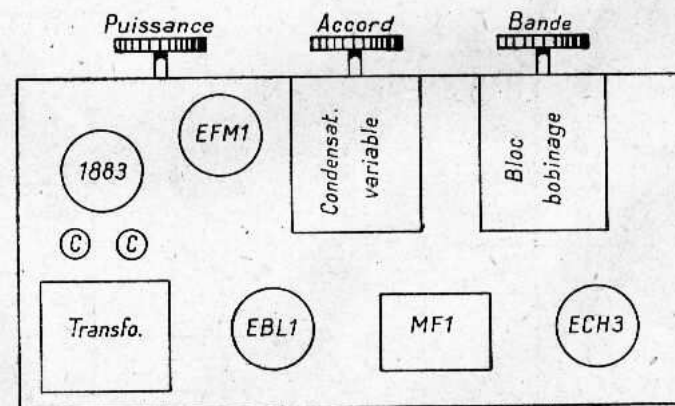 Puissance
Accord
Bande
EFM1
1883
Condensat.
variable
Bloc
bobinage
C
C
Transfo.
EBL1
MF1
ECH3